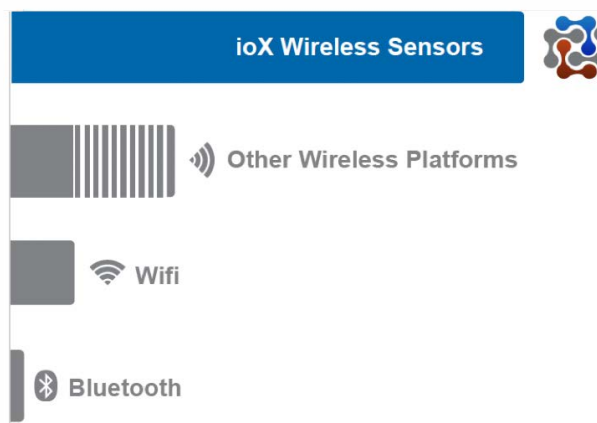 ioX Wireless Sensors
Other Wireless Platforms
Wifi
Bluetooth